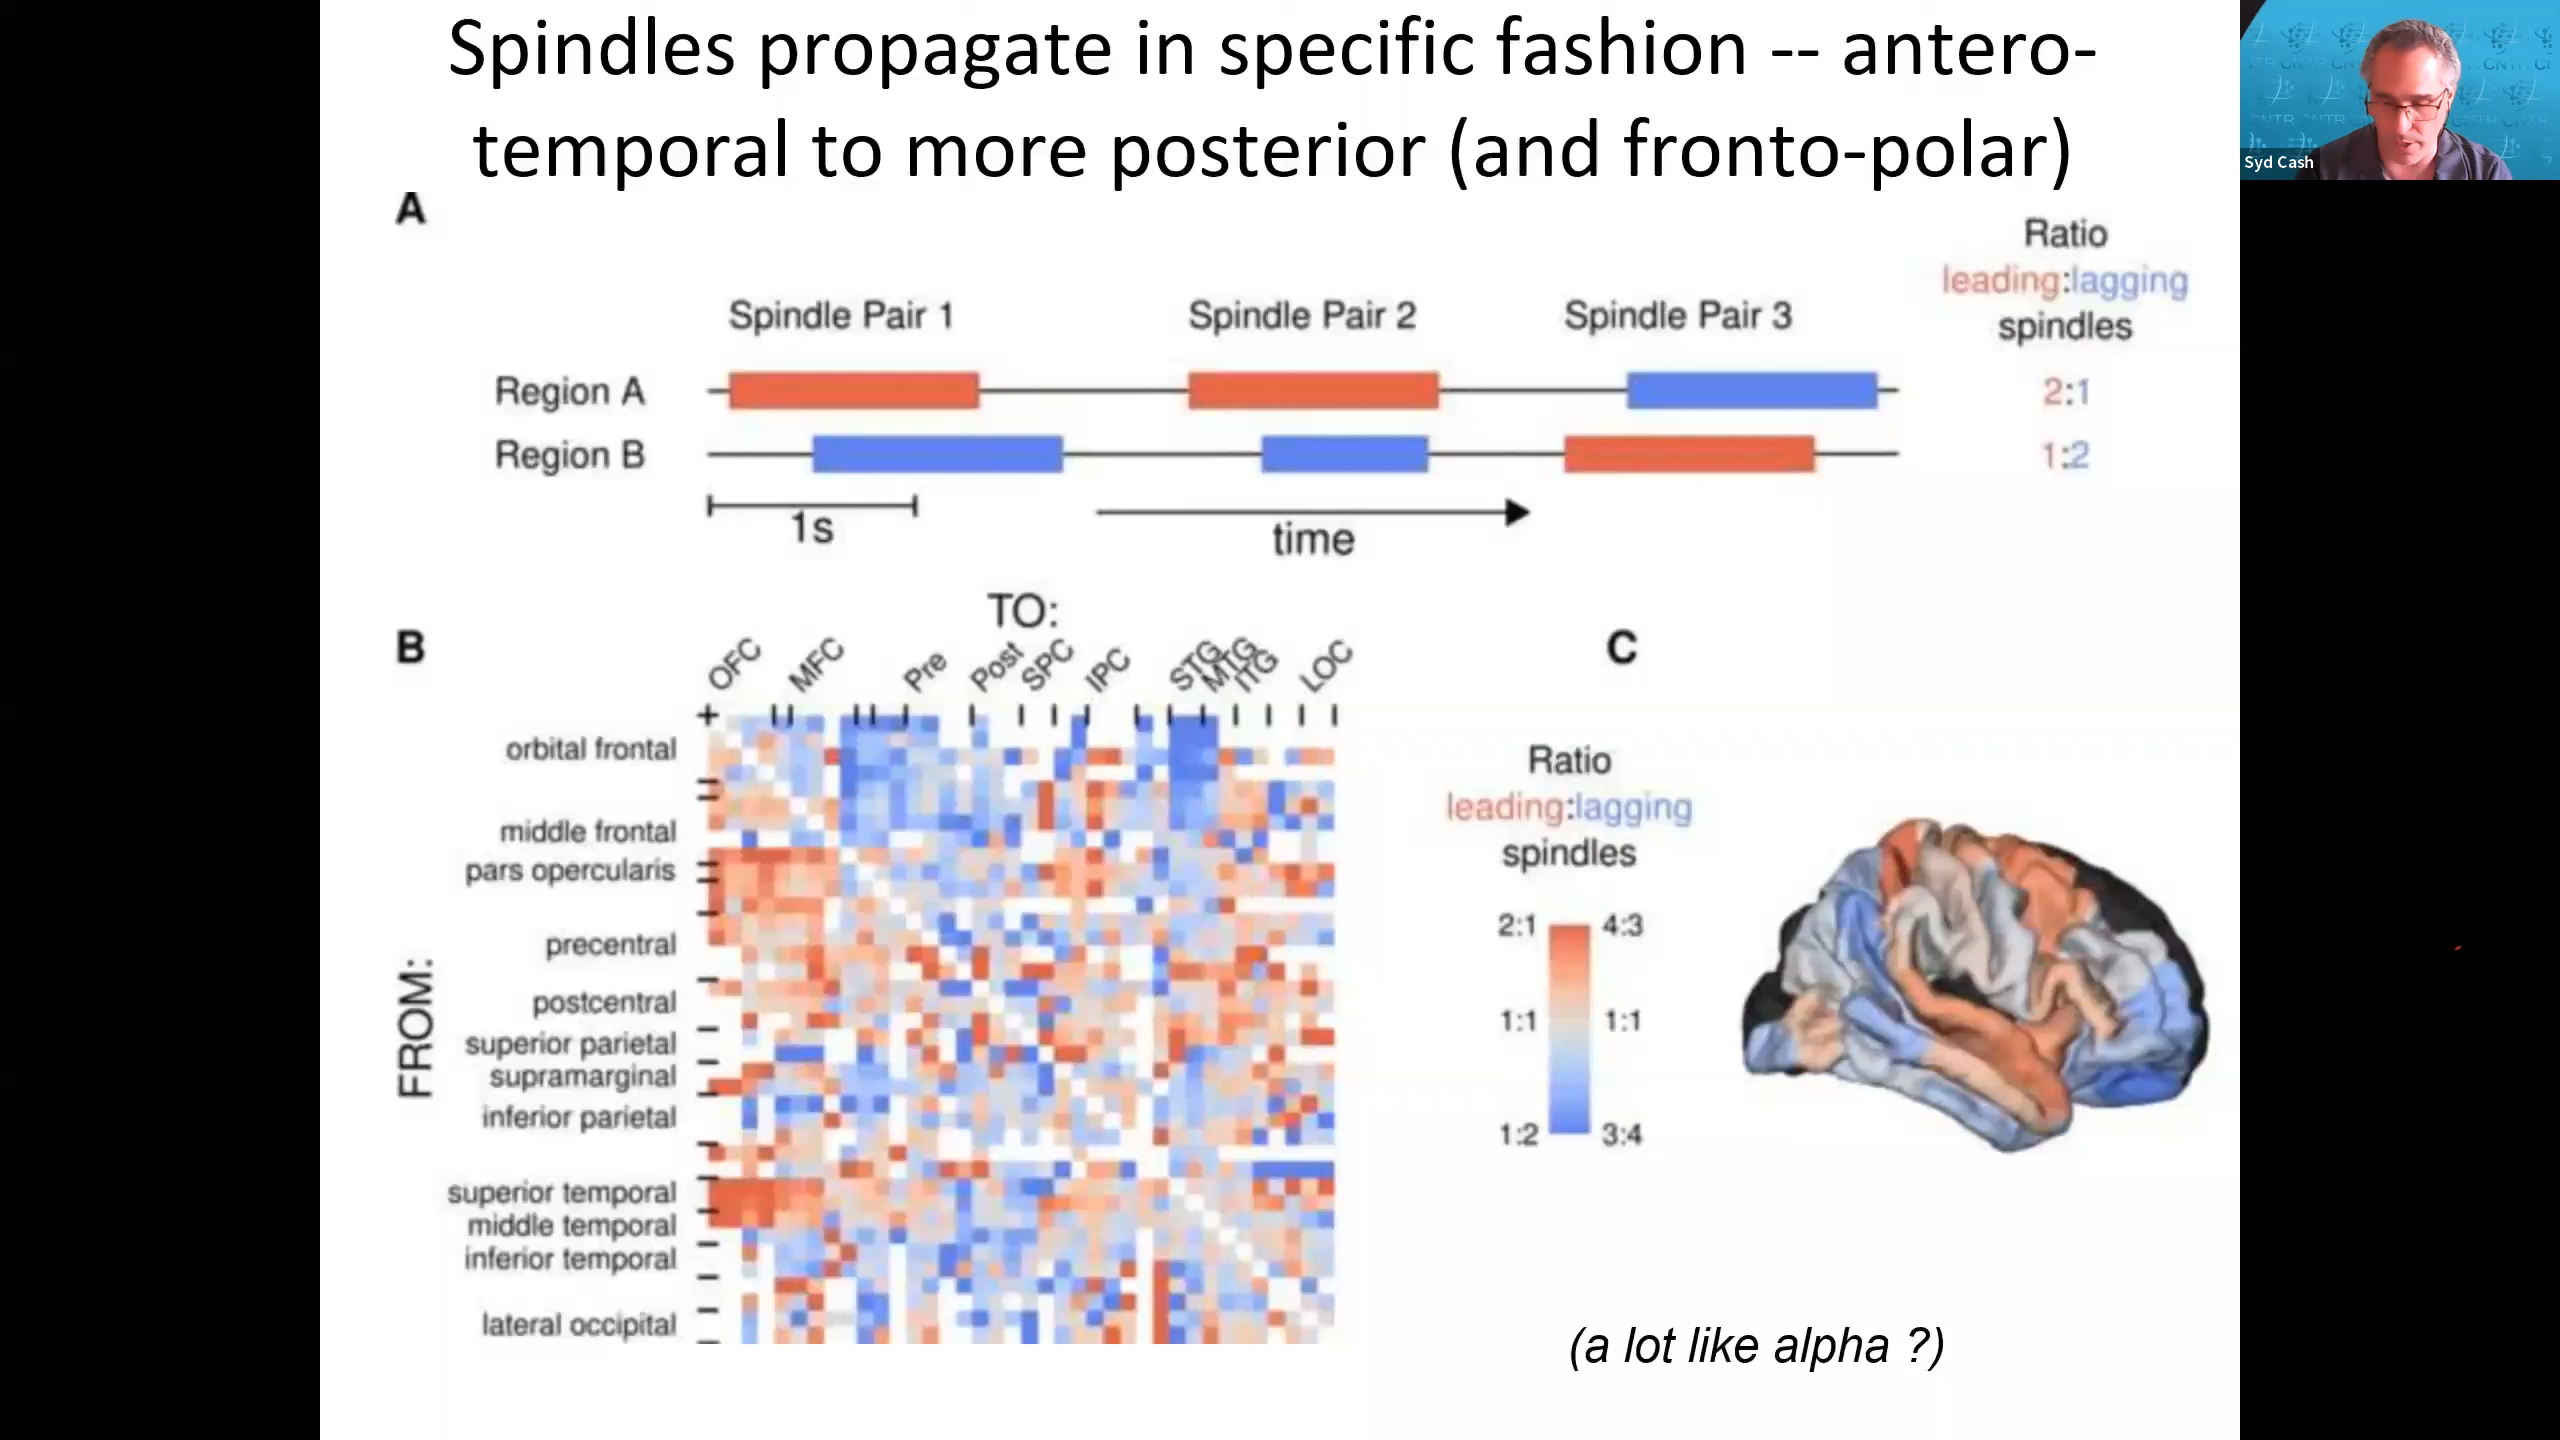 Spindles propagate in specific fashion -- antero-
temporal to more posterior (and fronto-polar)
Syd Cash
A
Ratio
leading:lagging
spindles
Spindle Pair 1 Spindle Pair 2 Spindle Pair 3
Region A 2:1
Region B 1:2
1s
time
TO:
B
OFC MFC Pre Post SPC IPC STG MTG ITG LOC
FROM:
orbital frontal
middle frontal
pars opercularis
precentral
postcentral
superior parietal
supramarginal
inferior parietal
superior temporal
middle temporal
inferior temporal
lateral occipital
C
Ratio
leading:lagging
spindles
2:1 4:3
1:1 1:1
1:2 3:4
(a lot like alpha ?)